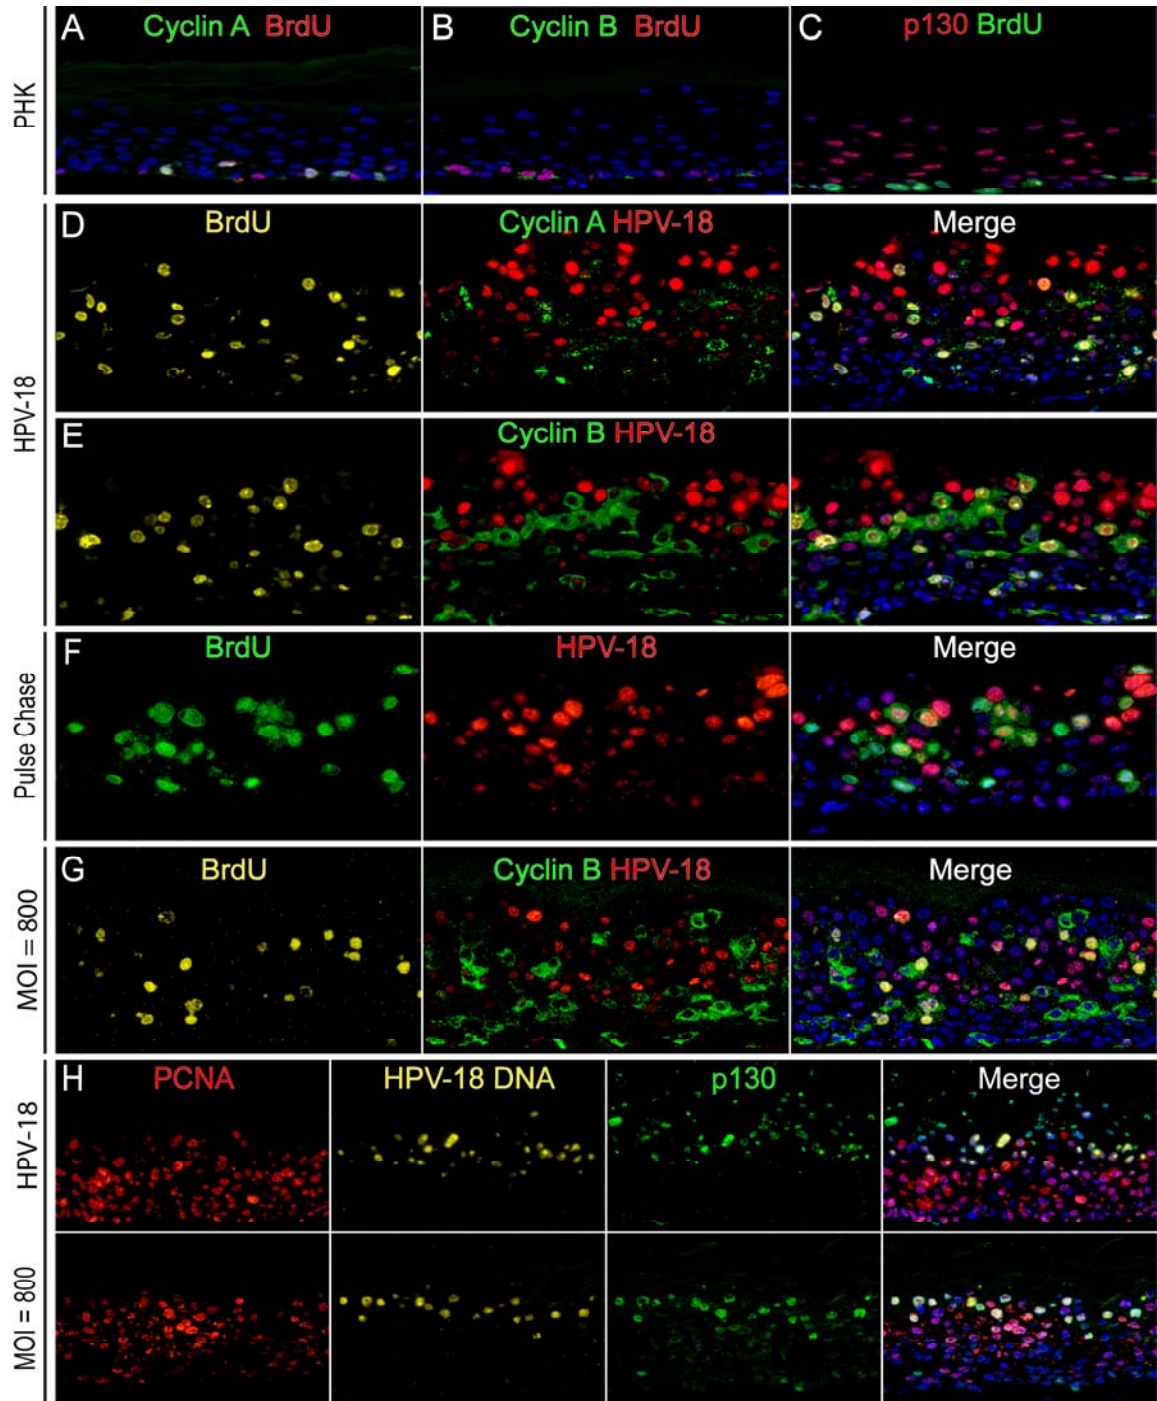 PHK
A
Cyclin A BrdU
B
Cyclin B BrdU
C
p130 BrdU
HPV-18
D
BrdU
Cyclin A HPV-18
Merge
E
Cyclin B HPV-18
Pulse Chase
F
BrdU
HPV-18
Merge
MOI = 800
G
BrdU
Cyclin B HPV-18
Merge
HPV-18
H
PCNA
HPV-18 DNA
p130
Merge
MOI = 800